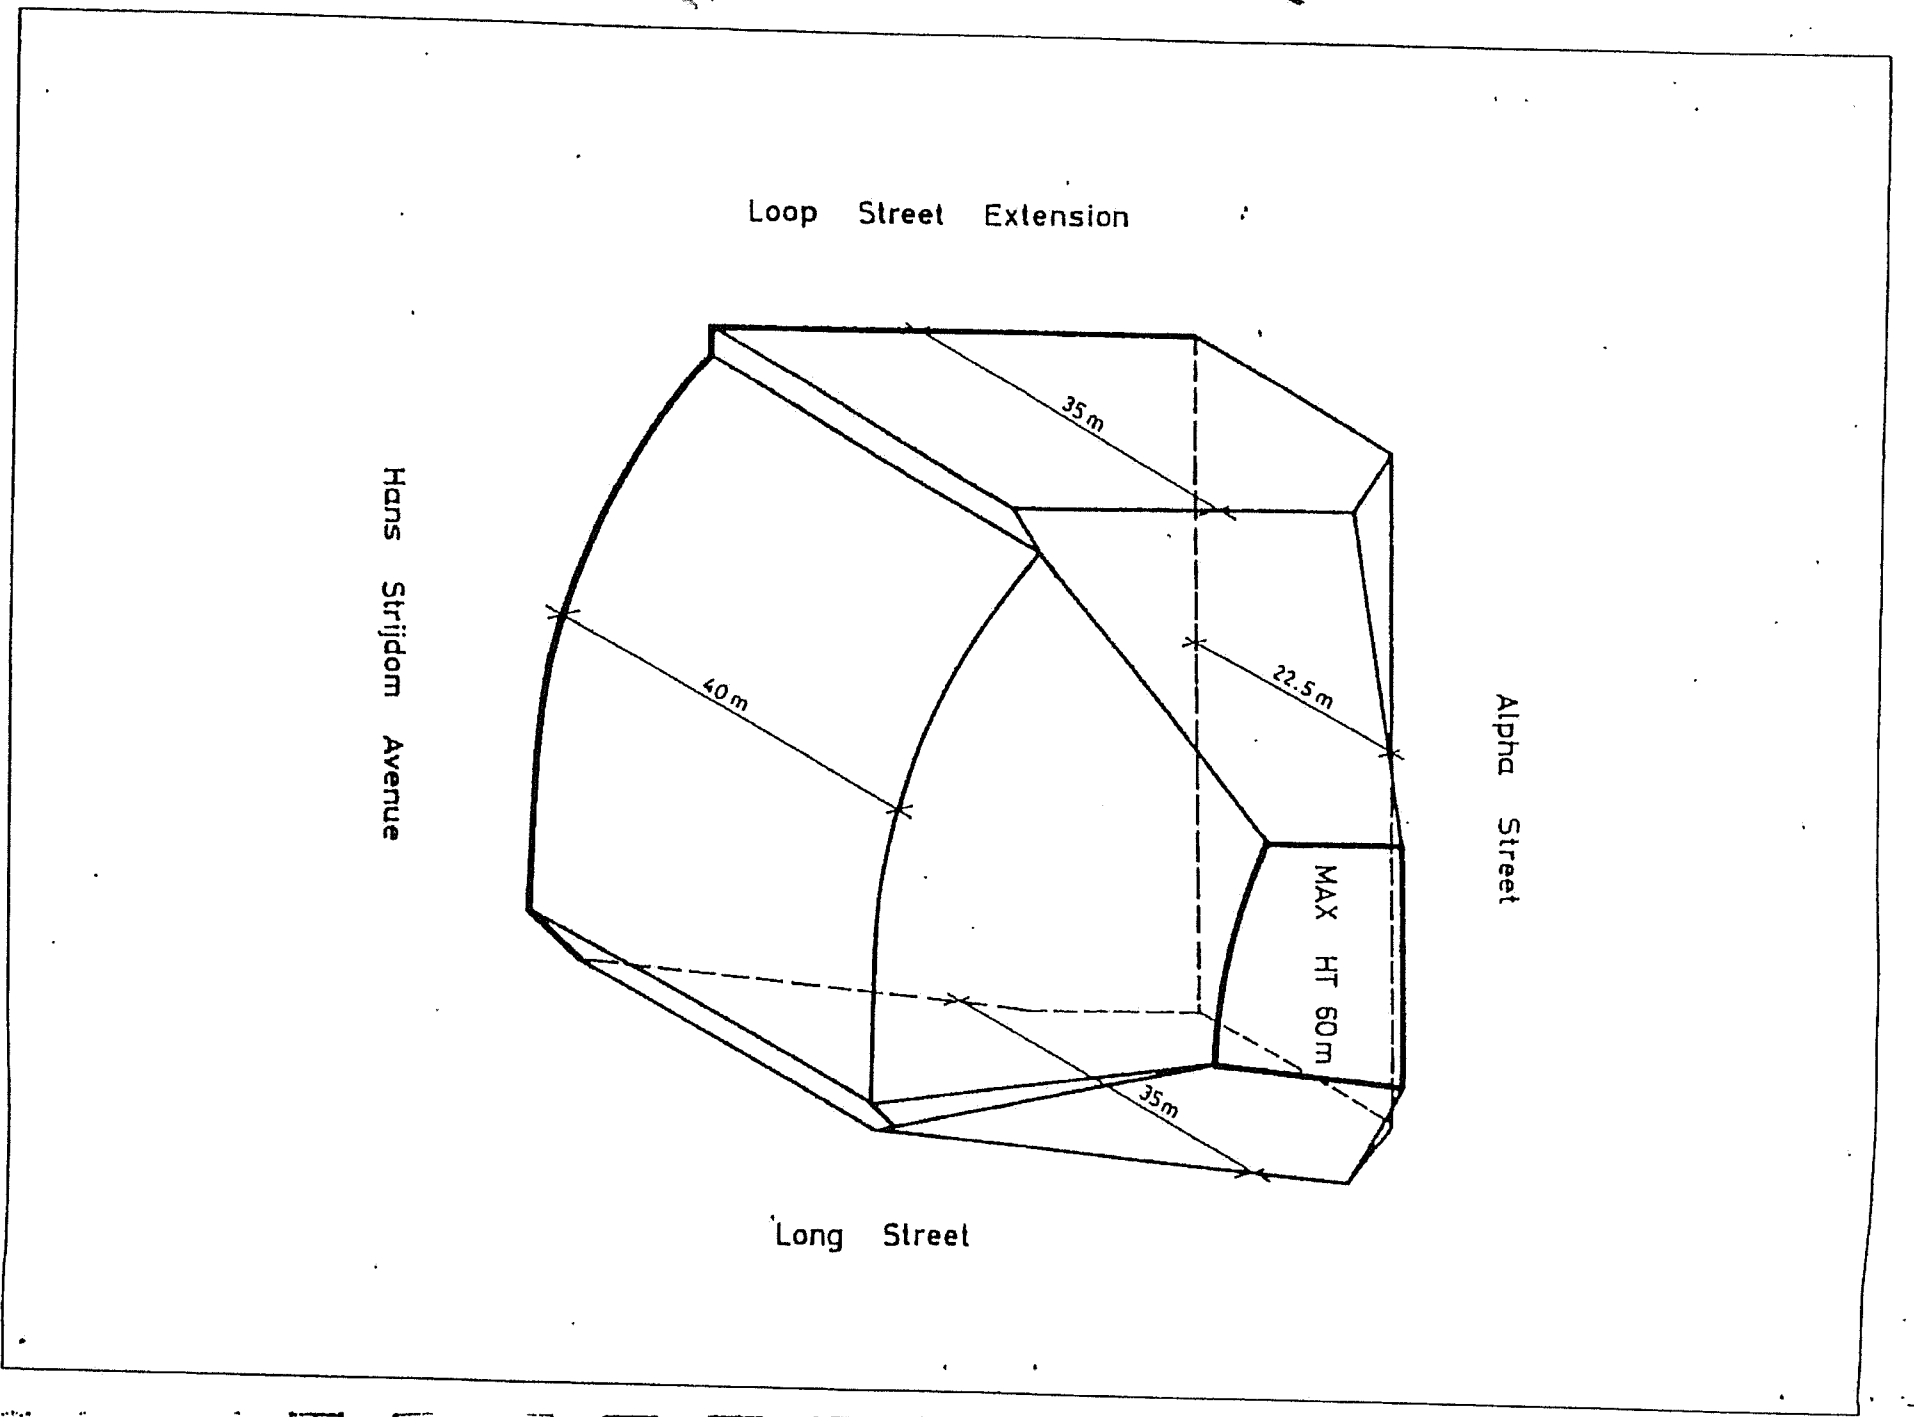 Loop Street Extension
35m
Hans Strijdom Avenue
40m
22.5m
Alpha Street
MAX HT 60m
35m
Long Street